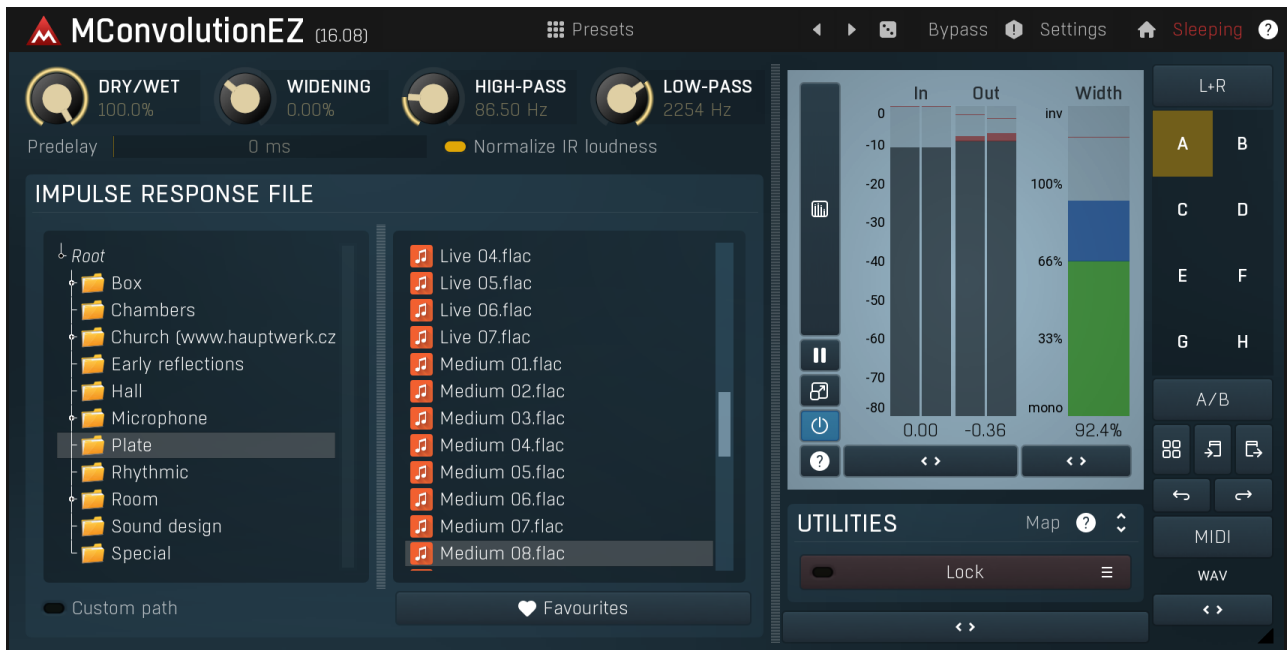 MConvolutionEZ (16.08)
Presets
Bypass
Settings
Sleeping
?
DRY/WET
100.0%
WIDENING
0.00%
HIGH-PASS
86.50 Hz
LOW-PASS
2254 Hz
Predelay
0 ms
Normalize IR loudness
IMPULSE RESPONSE FILE
Root
Box
Chambers
Church (www.hauptwerk.cz
Early reflections
Hall
Microphone
Plate
Rhythmic
Room
Sound design
Special
Live 04.flac
Live 05.flac
Live 06.flac
Live 07.flac
Medium 01.flac
Medium 02.flac
Medium 03.flac
Medium 04.flac
Medium 05.flac
Medium 06.flac
Medium 07.flac
Medium 08.flac
Custom path
Favourites
In Out Width
0
-10
-20
-30
-40
-50
-60
-70
-80
inv
100%
66%
33%
mono
0.00 -0.36 92.4%
?
UTILITIES
Map ?
Lock
L+R
A B
C D
E F
G H
A/B
MIDI
WAV